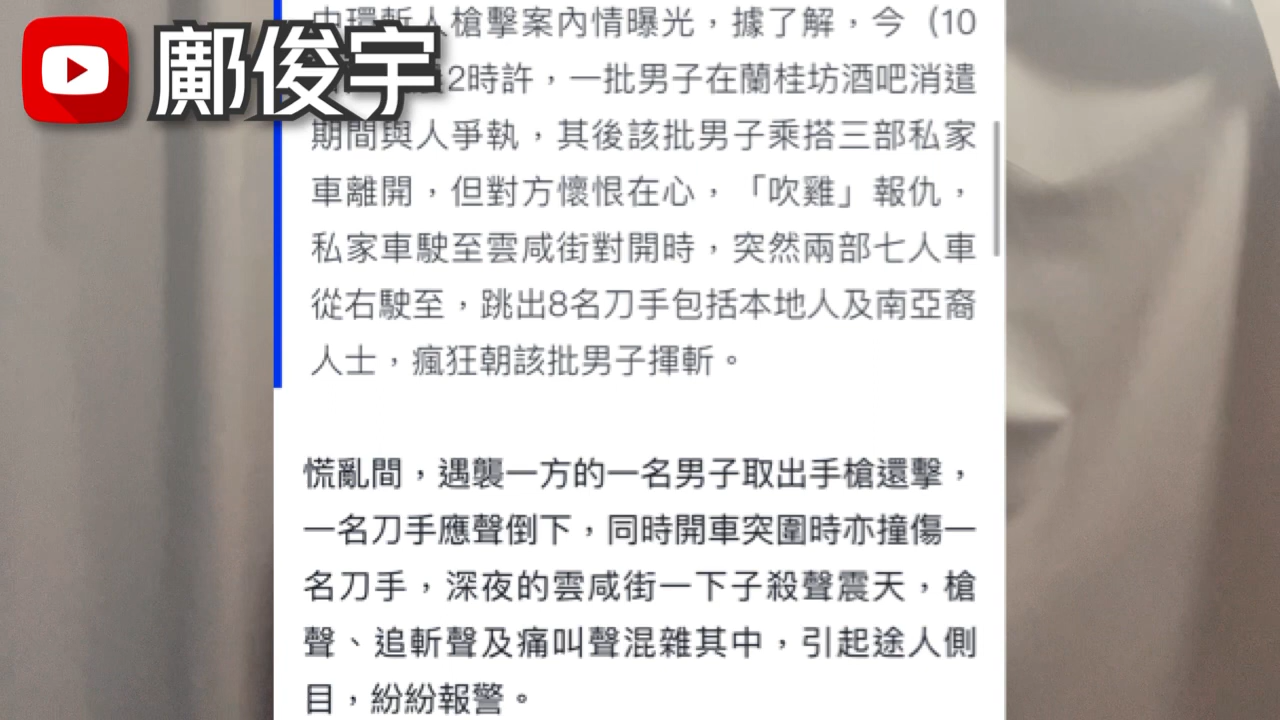 鄺俊宇
中環斬人槍擊案內情曝光，據了解，今（10
2時許，一批男子在蘭桂坊酒吧消遣
期間與人爭執，其後該批男子乘搭三部私家
車離開，但對方懷恨在心，「吹雞」報仇，
私家車駛至雲咸街對開時，突然兩部七人車
從右駛至，跳出8名刀手包括本地人及南亞裔
人士，瘋狂朝該批男子揮斬。
慌亂間，遇襲一方的一名男子取出手槍還擊，
一名刀手應聲倒下，同時開車突圍時亦撞傷一
名刀手，深夜的雲咸街一下子殺聲震天，槍
聲、追斬聲及痛叫聲混雜其中，引起途人側
目，紛紛報警。